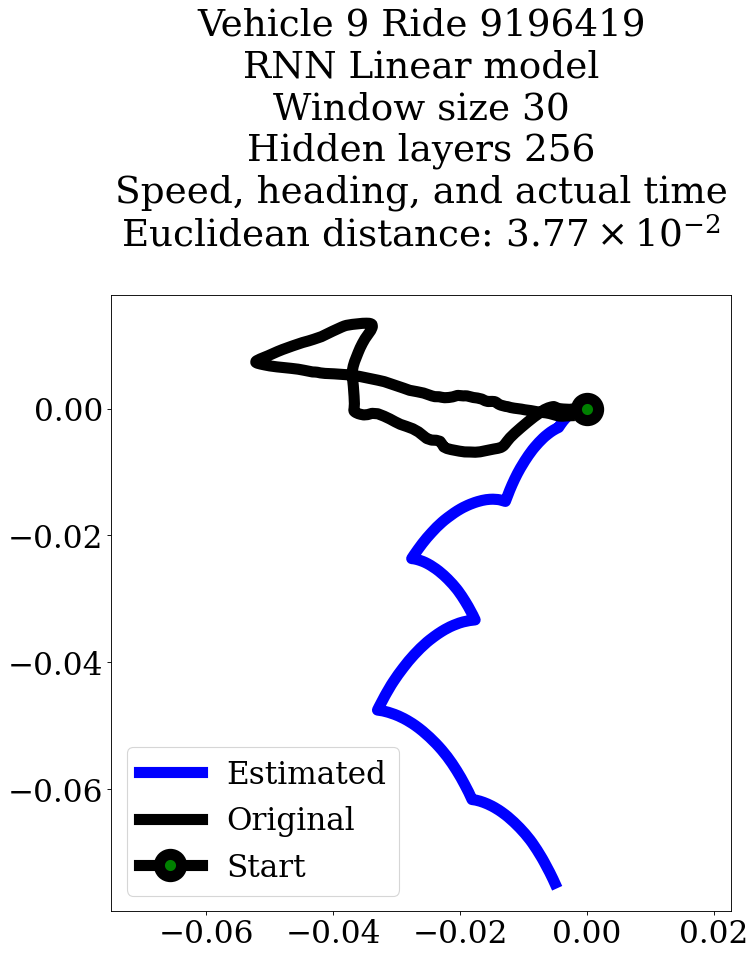 Vehicle 9 Ride 9196419
RNN Linear model
Window size 30
Hidden layers 256
Speed, heading, and actual time
Euclidean distance: 3.77 × 10⁻²
0.00
−0.02
−0.04
−0.06
Estimated
Original
Start
−0.06 −0.04 −0.02 0.00 0.02